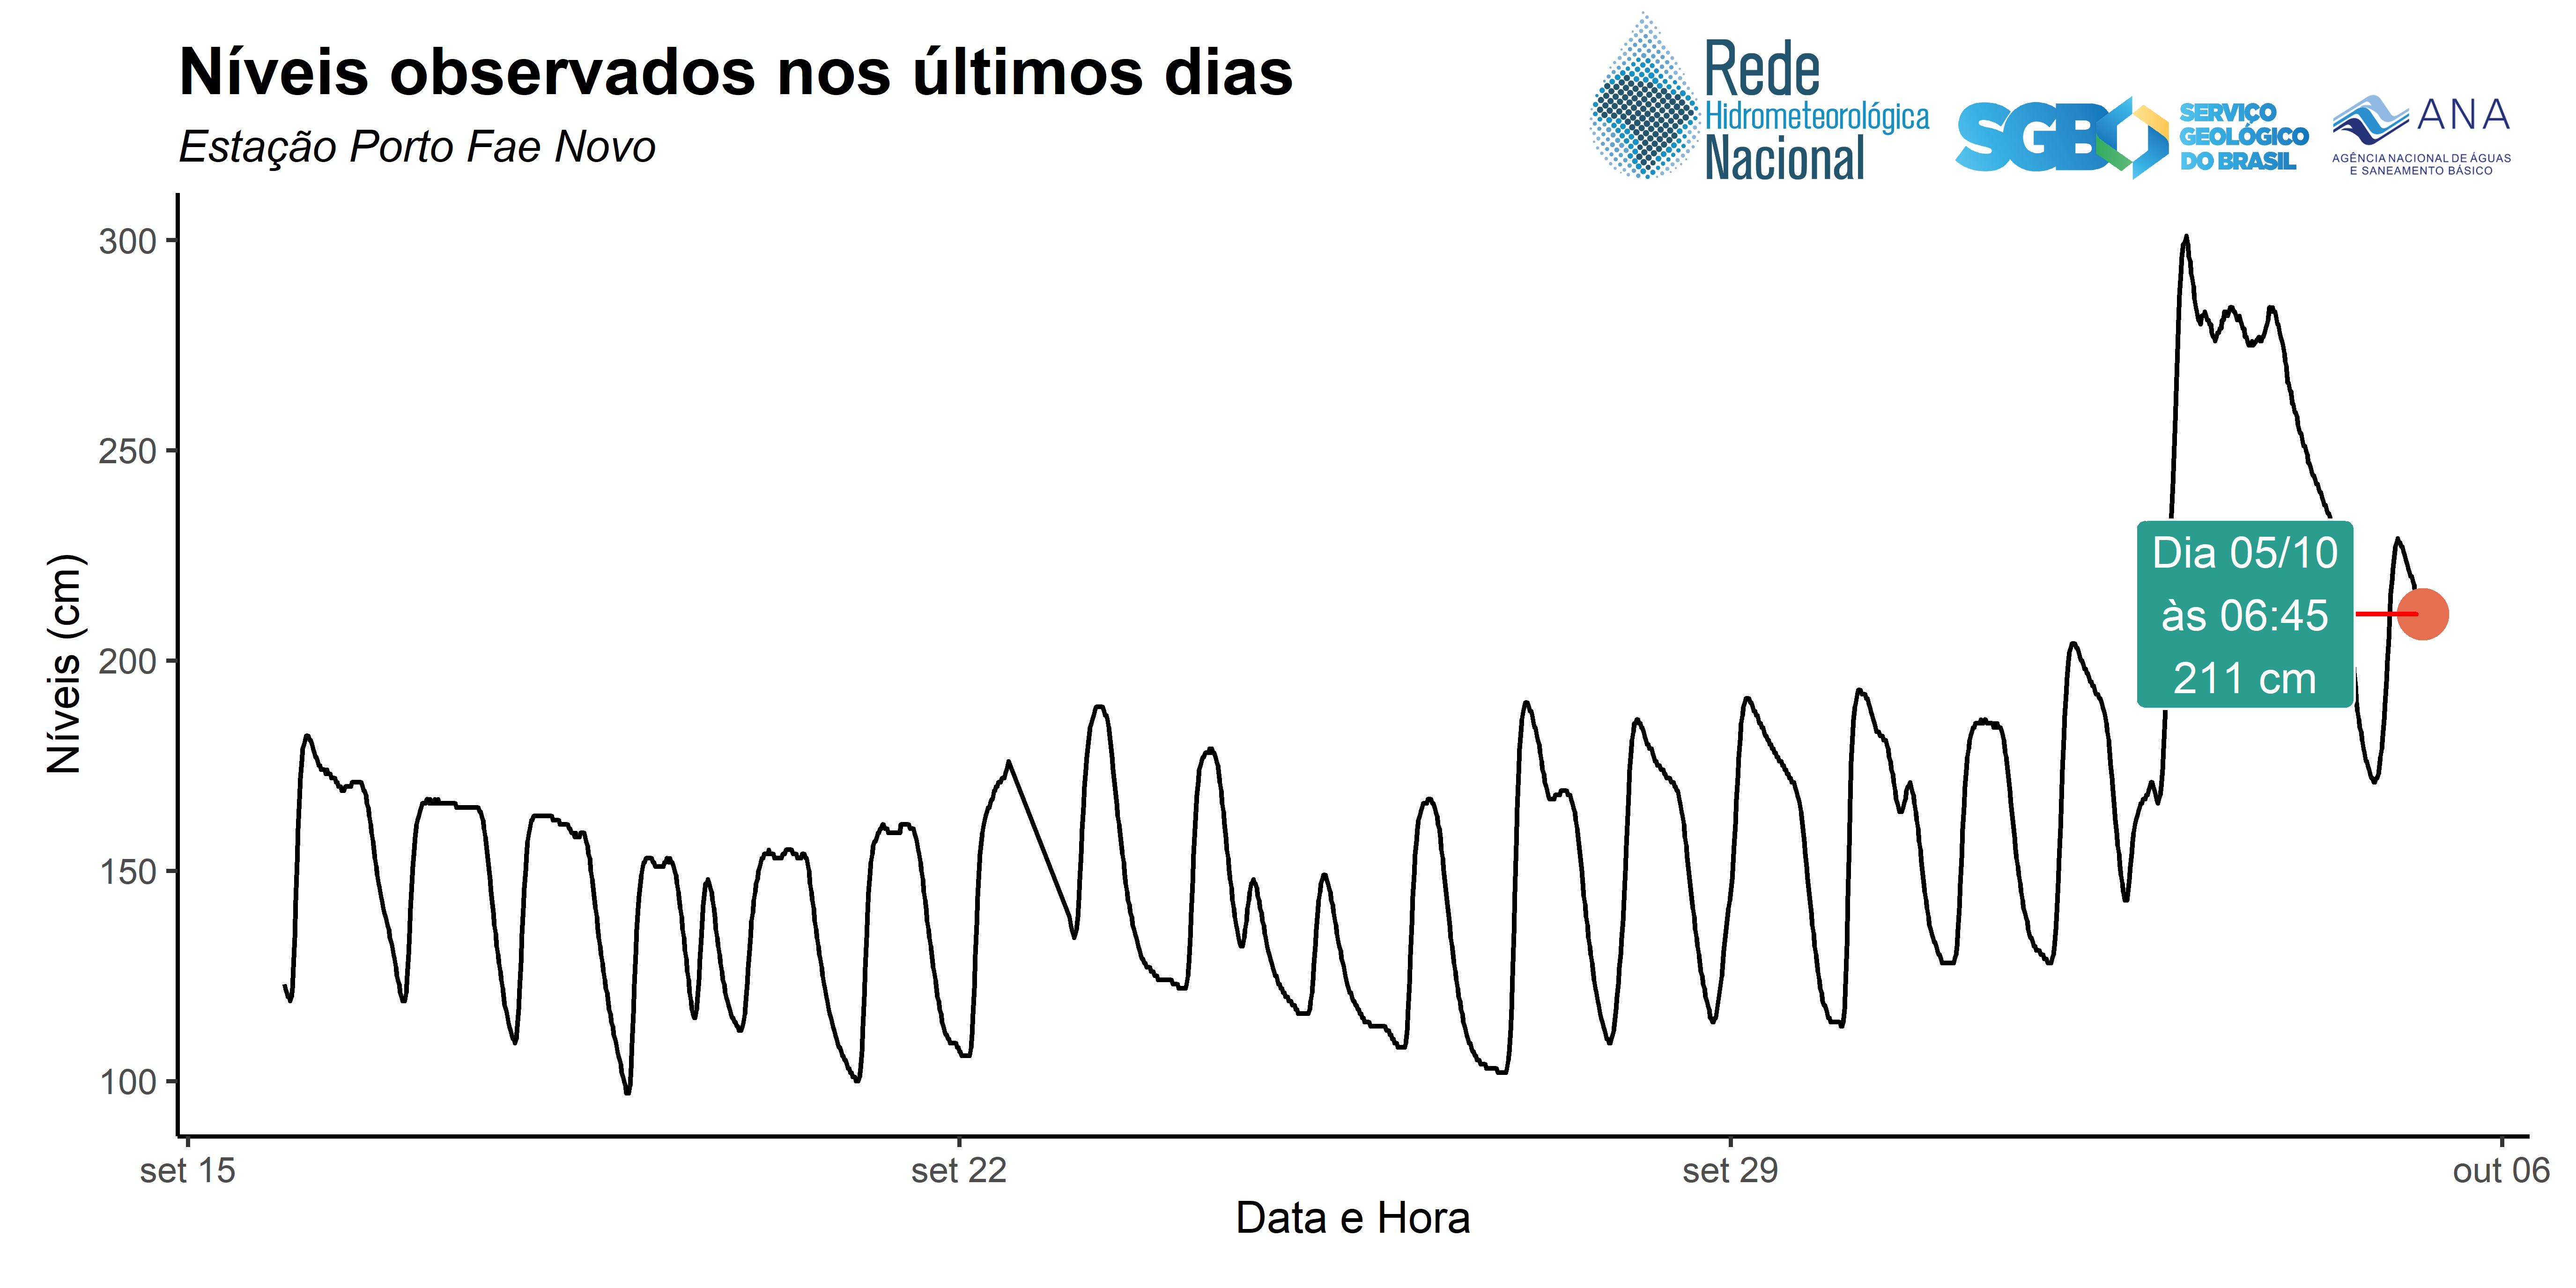 Níveis observados nos últimos dias
Estação Porto Fae Novo
Rede
Hidrometeorológica
Nacional
SGB
SERVIÇO
GEOLÓGICO
DO BRASIL
ANA
AGÊNCIA NACIONAL DE ÁGUAS
E SANEAMENTO BÁSICO
Níveis (cm)
300
250
200
150
100
Dia 05/10
às 06:45
211 cm
set 15
set 22
set 29
out 06
Data e Hora